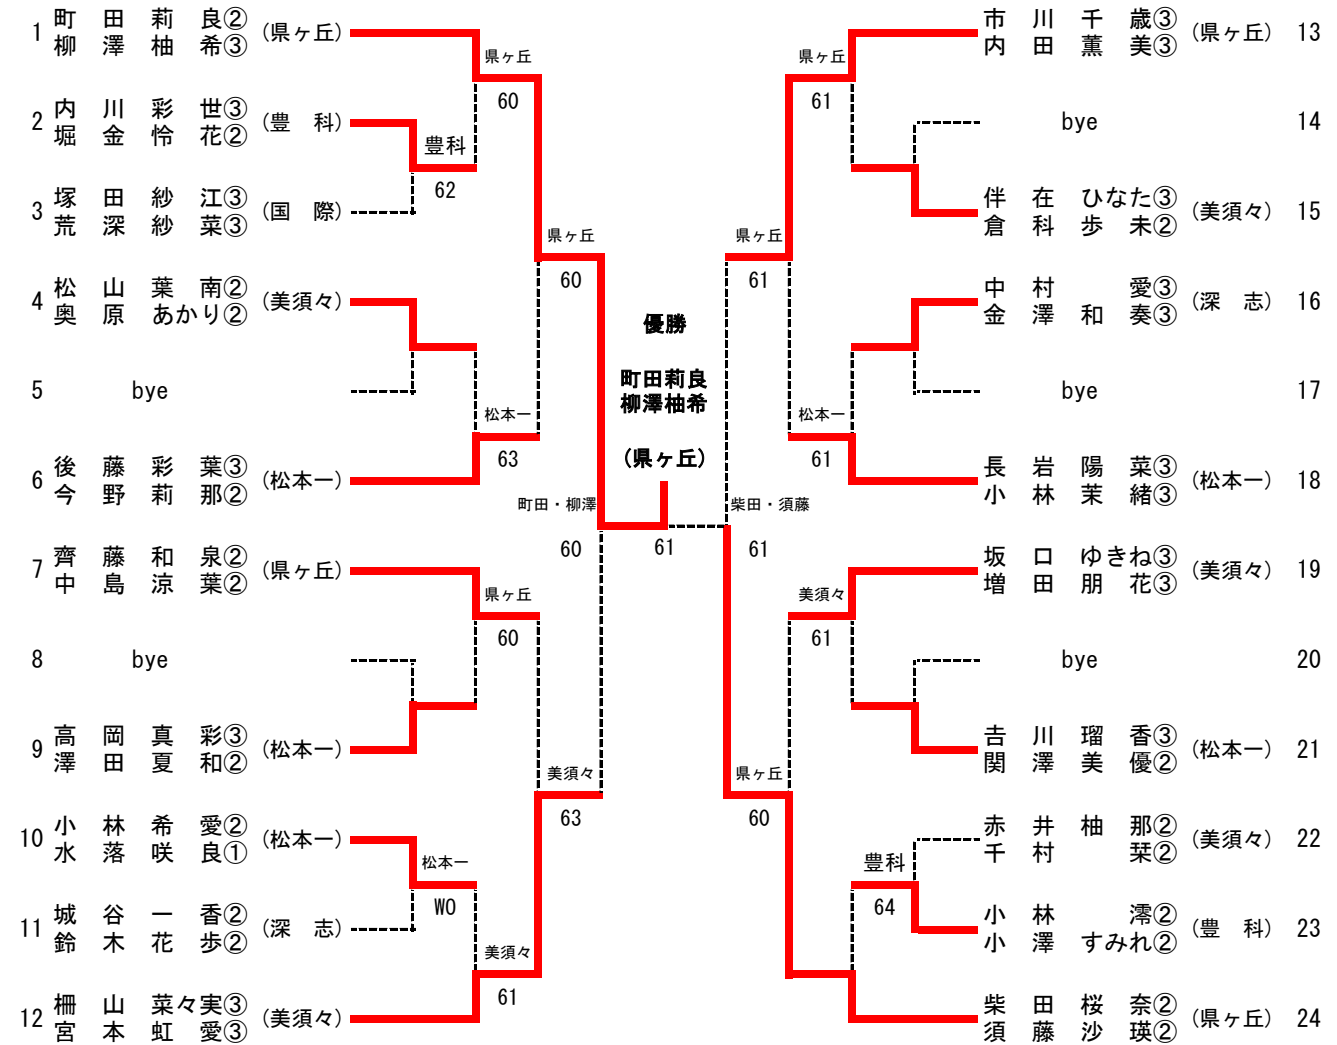 1 町田莉良② (県ヶ丘)
柳澤柚希③
2 内川彩世③ (豊科)
堀金怜花②
3 塚田紗江③ (国際)
荒深紗菜③
4 松山葉南② (美須々)
奥原あかり②
5 bye
6 後藤彩葉③ (松本一)
今野莉那②
7 齊藤和泉② (県ヶ丘)
中島涼葉②
8 bye
9 高岡真彩③ (松本一)
澤田夏和②
10 小林希愛② (松本一)
水落咲良①
11 城谷一香② (深志)
鈴木花歩②
12 柵山菜々実③ (美須々)
宮本虹愛③
県ヶ丘
60
豊科
62
県ヶ丘
60
松本一
63
町田・柳澤
60
県ヶ丘
60
美須々
63
松本一
WO
美須々
61
優勝
町田莉良
柳澤柚希
(県ヶ丘)
61
県ヶ丘
61
県ヶ丘
61
松本一
61
柴田・須藤
61
美須々
61
県ヶ丘
60
豊科
64
市川千歳③ (県ヶ丘) 13
内田薫美③
bye 14
伴在ひなた③ (美須々) 15
倉科歩未②
中村愛③ (深志) 16
金澤和奏③
bye 17
長岩陽菜③ (松本一) 18
小林茉緒③
坂口ゆきね③ (美須々) 19
増田朋花③
bye 20
吉川瑠香③ (松本一) 21
関澤美優②
赤井柚那② (美須々) 22
千村栞②
小林澪② (豊科) 23
小澤すみれ②
柴田桜奈② (県ヶ丘) 24
須藤沙瑛②